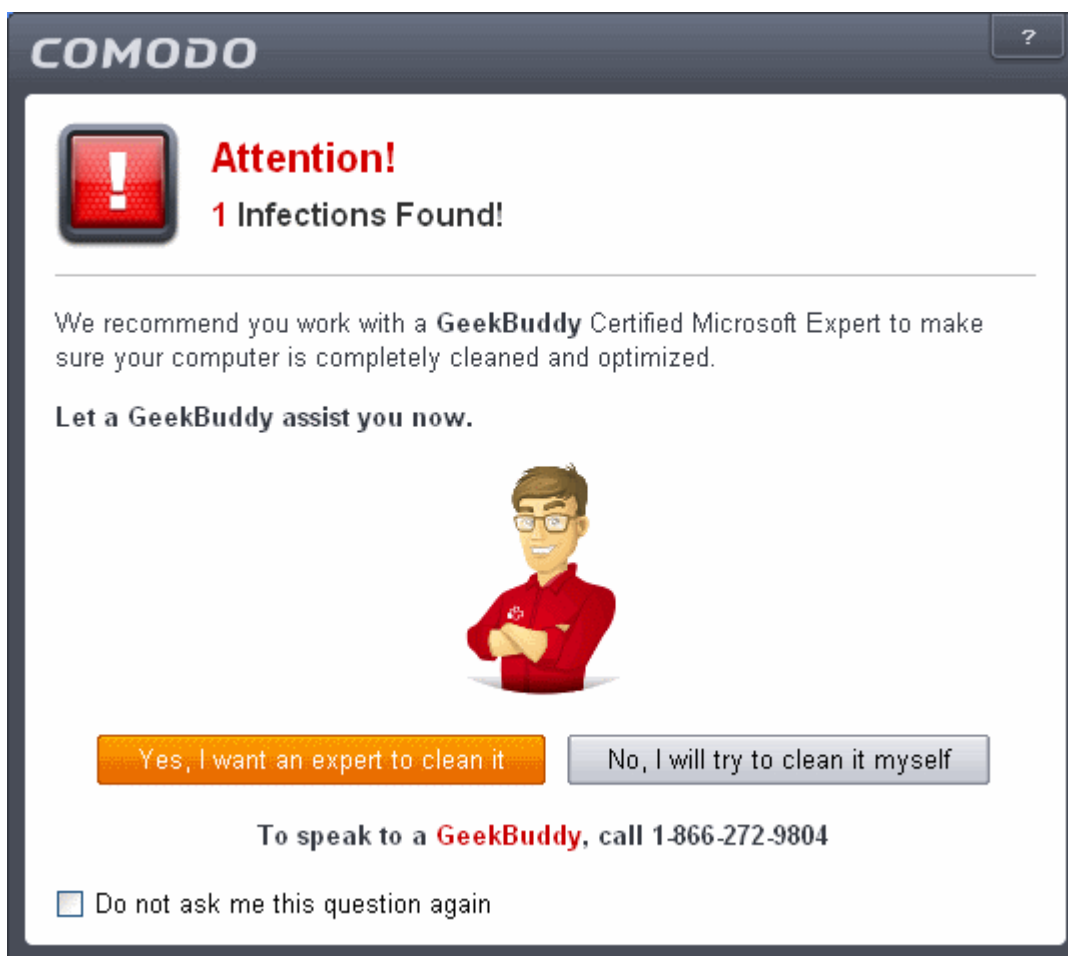 COMODO
?
!
Attention!
1 Infections Found!
We recommend you work with a GeekBuddy Certified Microsoft Expert to make
sure your computer is completely cleaned and optimized.
Let a GeekBuddy assist you now.
Yes, I want an expert to clean it
No, I will try to clean it myself
To speak to a GeekBuddy, call 1-866-272-9804
Do not ask me this question again